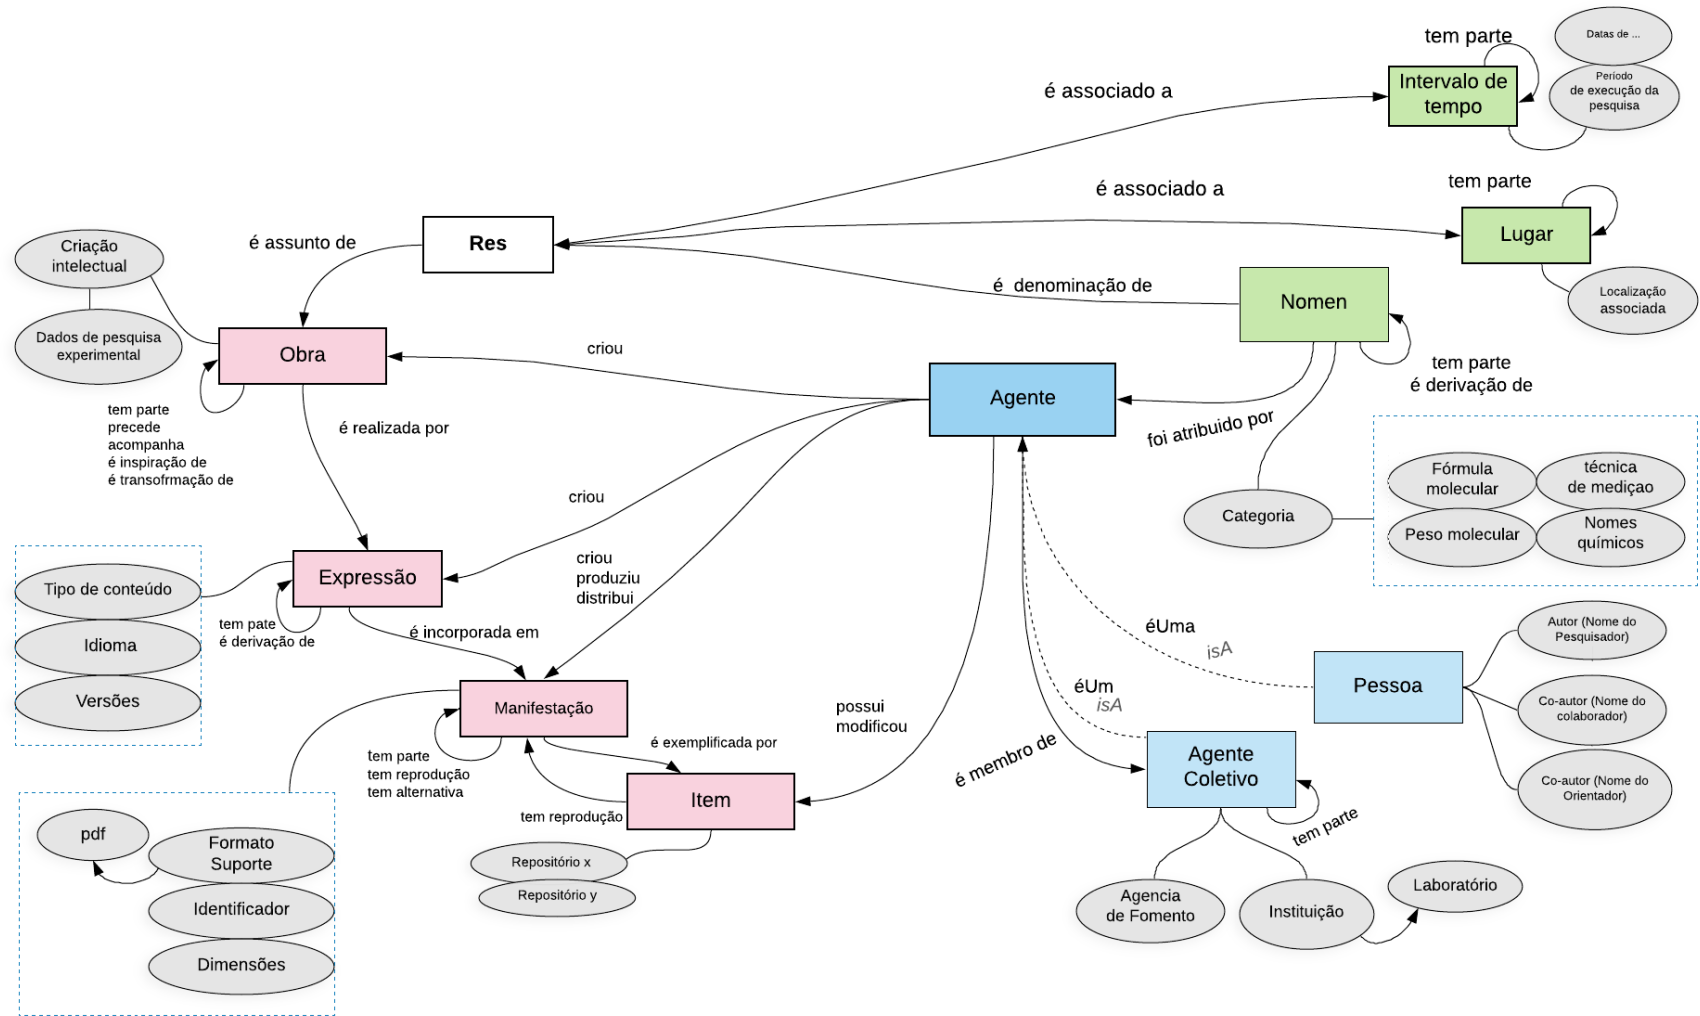 tem parte
Datas de ...
Intervalo de
tempo
Período
de execução da
pesquisa
é associado a
é associado a
tem parte
Lugar
Localização
associada
Res
é assunto de
Criação
intelectual
Dados de pesquisa
experimental
é denominação de
Nomen
tem parte
é derivação de
Obra
criou
Agente
foi atribuido por
tem parte
precede
acompanha
é inspiração de
é transofrmação de
é realizada por
Fórmula
molecular
técnica
de mediçao
Peso molecular
Nomes
químicos
Categoria
criou
criou
produziu
distribui
Expressão
Tipo de conteúdo
Idioma
Versões
tem pate
é derivação de
é incorporada em
éUma
isA
Autor (Nome do
Pesquisador)
Pessoa
Co-autor (Nome do
colaborador)
Co-autor (Nome do
Orientador)
éUm
isA
Manifestação
possui
modificou
é membro de
é exemplificada por
tem parte
tem reprodução
tem alternativa
Agente
Coletivo
tem parte
Item
tem reprodução
pdf
Formato
Suporte
Identificador
Dimensões
Repositório x
Repositório y
Agencia
de Fomento
Instituição
Laboratório